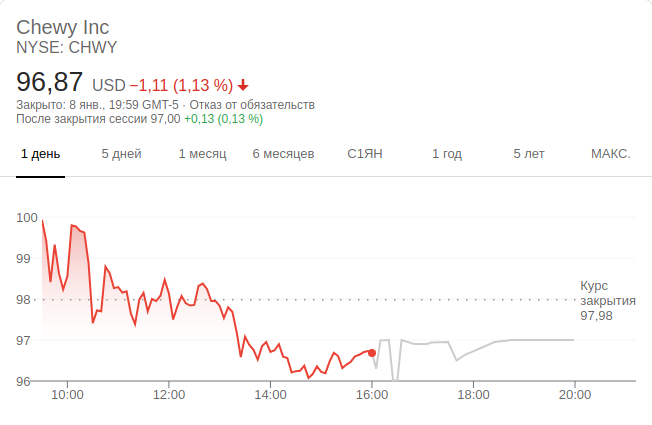 Chewy Inc
NYSE: CHWY
96,87 USD −1,11 (1,13 %)
Закрыто: 8 янв., 19:59 GMT-5 · Отказ от обязательств
После закрытия сессии 97,00 +0,13 (0,13 %)
1 день 5 дней 1 месяц 6 месяцев С1ЯН 1 год 5 лет МАКС.
100
99
98
97
96
Курс
закрытия
97,98
10:00 12:00 14:00 16:00 18:00 20:00